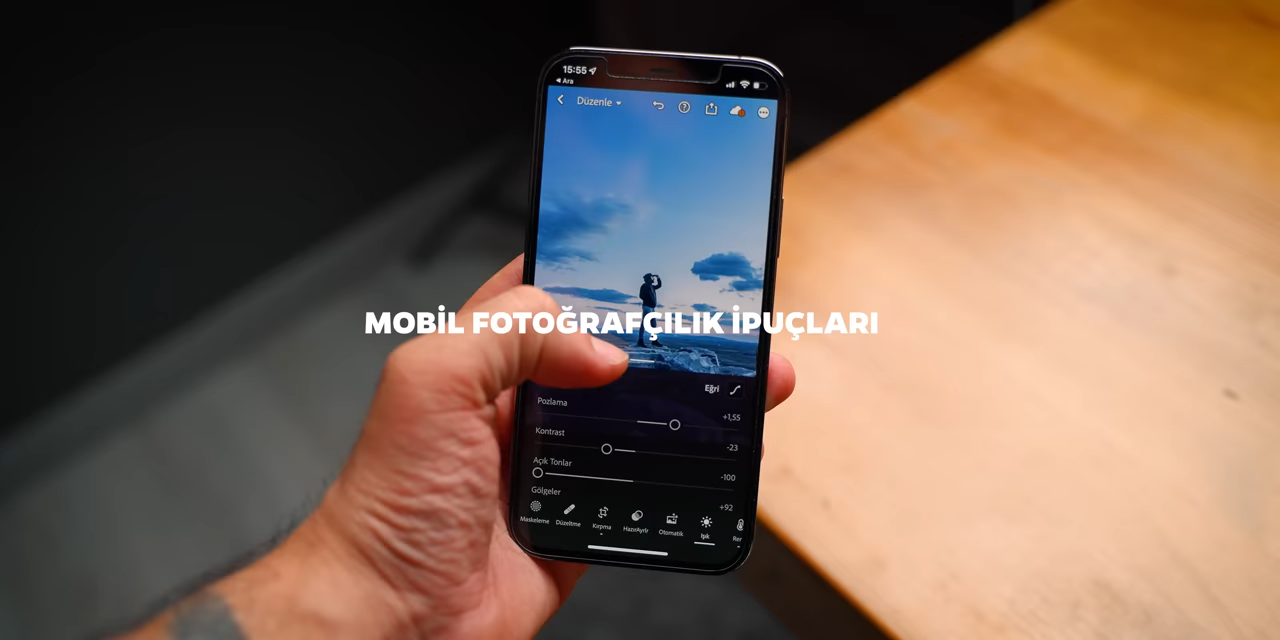 15:55
Ara
Düzenle
MOBİL FOTOĞRAFÇILIK İPUÇLARI
Eğri
Pozlama
+1,55
Kontrast
-23
Açık Tonlar
-100
Gölgeler
+92
Maskeleme Düzeltme Kırpma HazırAyrlr Otomatik Işık